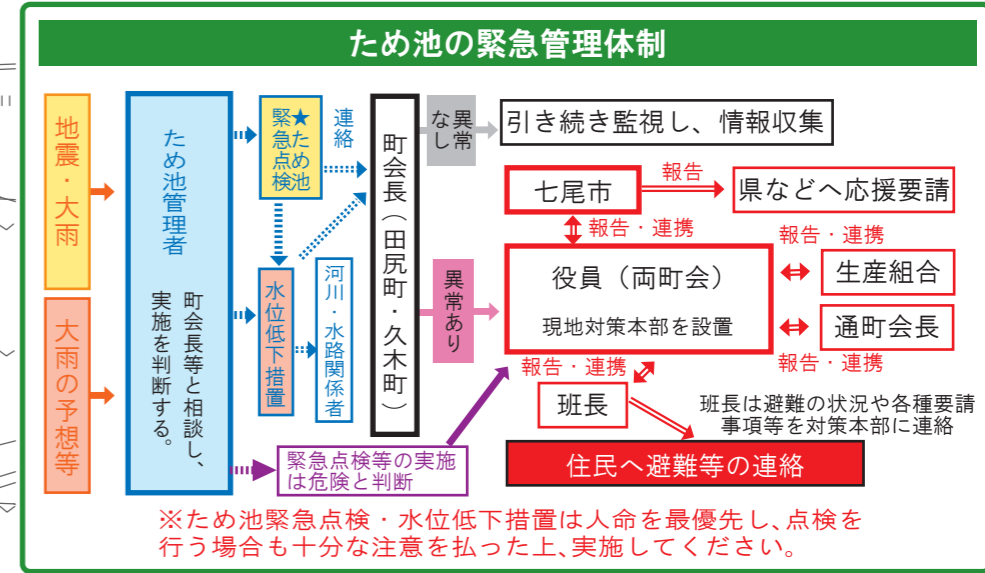 ため池の緊急管理体制
地震・大雨
大雨の予想等
ため池管理者
町会長等と相談し、
実施を判断する。
★ため池
緊急点検
連絡
水位低下措置
河川・水路関係者
緊急点検等の実施
は危険と判断
町会長（田尻町・久木町）
異常
なし
引き続き監視し、情報収集
異常あり
七尾市
報告
県などへ応援要請
報告・連携
役員（両町会）
現地対策本部を設置
報告・連携
生産組合
通町会長
報告・連携
報告・連携
班長
班長は避難の状況や各種要請
事項等を対策本部に連絡
住民へ避難等の連絡
※ため池緊急点検・水位低下措置は人命を最優先し、点検を
行う場合も十分な注意を払った上、実施してください。